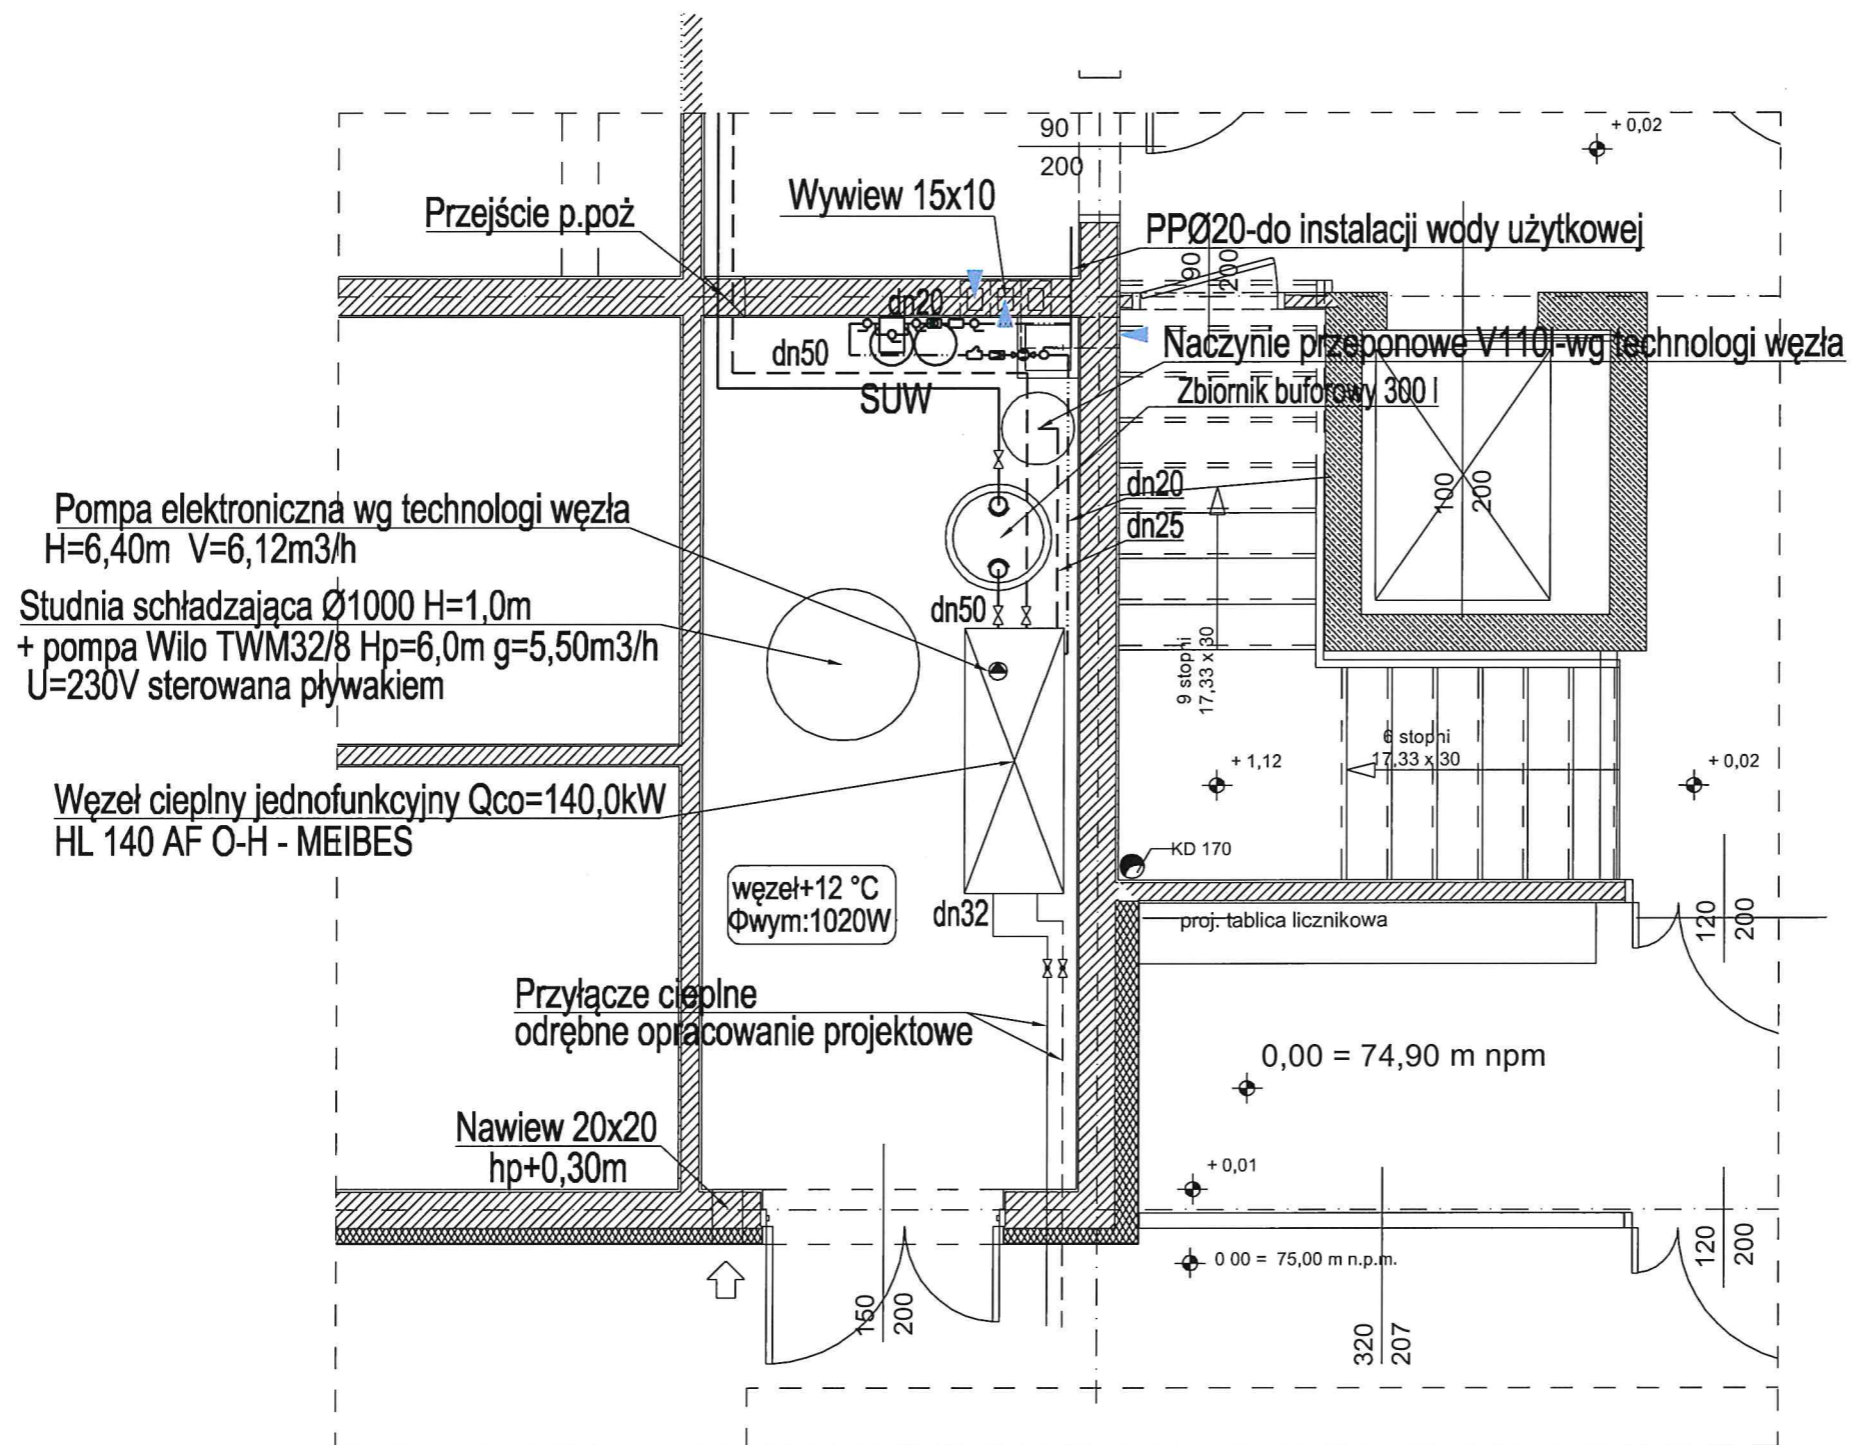 90
200
+ 0,02
Wywiew 15x10
Przejście p.poż
PPØ20-do instalacji wody użytkowej
90
200
dn20
dn50
Naczynie przeponowe V110l-wg technologi węzła
SUW
Zbiornik buforowy 300 l
dn20
100
200
Pompa elektroniczna wg technologi węzła
H=6,40m V=6,12m3/h
dn25
Studnia schładzająca Ø1000 H=1,0m
+ pompa Wilo TWM32/8 Hp=6,0m g=5,50m3/h
U=230V sterowana pływakiem
dn50
9 stopni
17,33 x 30
6 stopni
17,33 x 30
+ 1,12
+ 0,02
Węzeł cieplny jednofunkcyjny Qco=140,0kW
HL 140 AF O-H - MEIBES
KD 170
węzeł+12 °C
Φwym:1020W
dn32
proj. tablica licznikowa
120
200
Przyłącze cieplne
odrębne opracowanie projektowe
0,00 = 74,90 m npm
Nawiew 20x20
hp+0,30m
+ 0,01
0 00 = 75,00 m n.p.m.
120
200
150
200
320
207